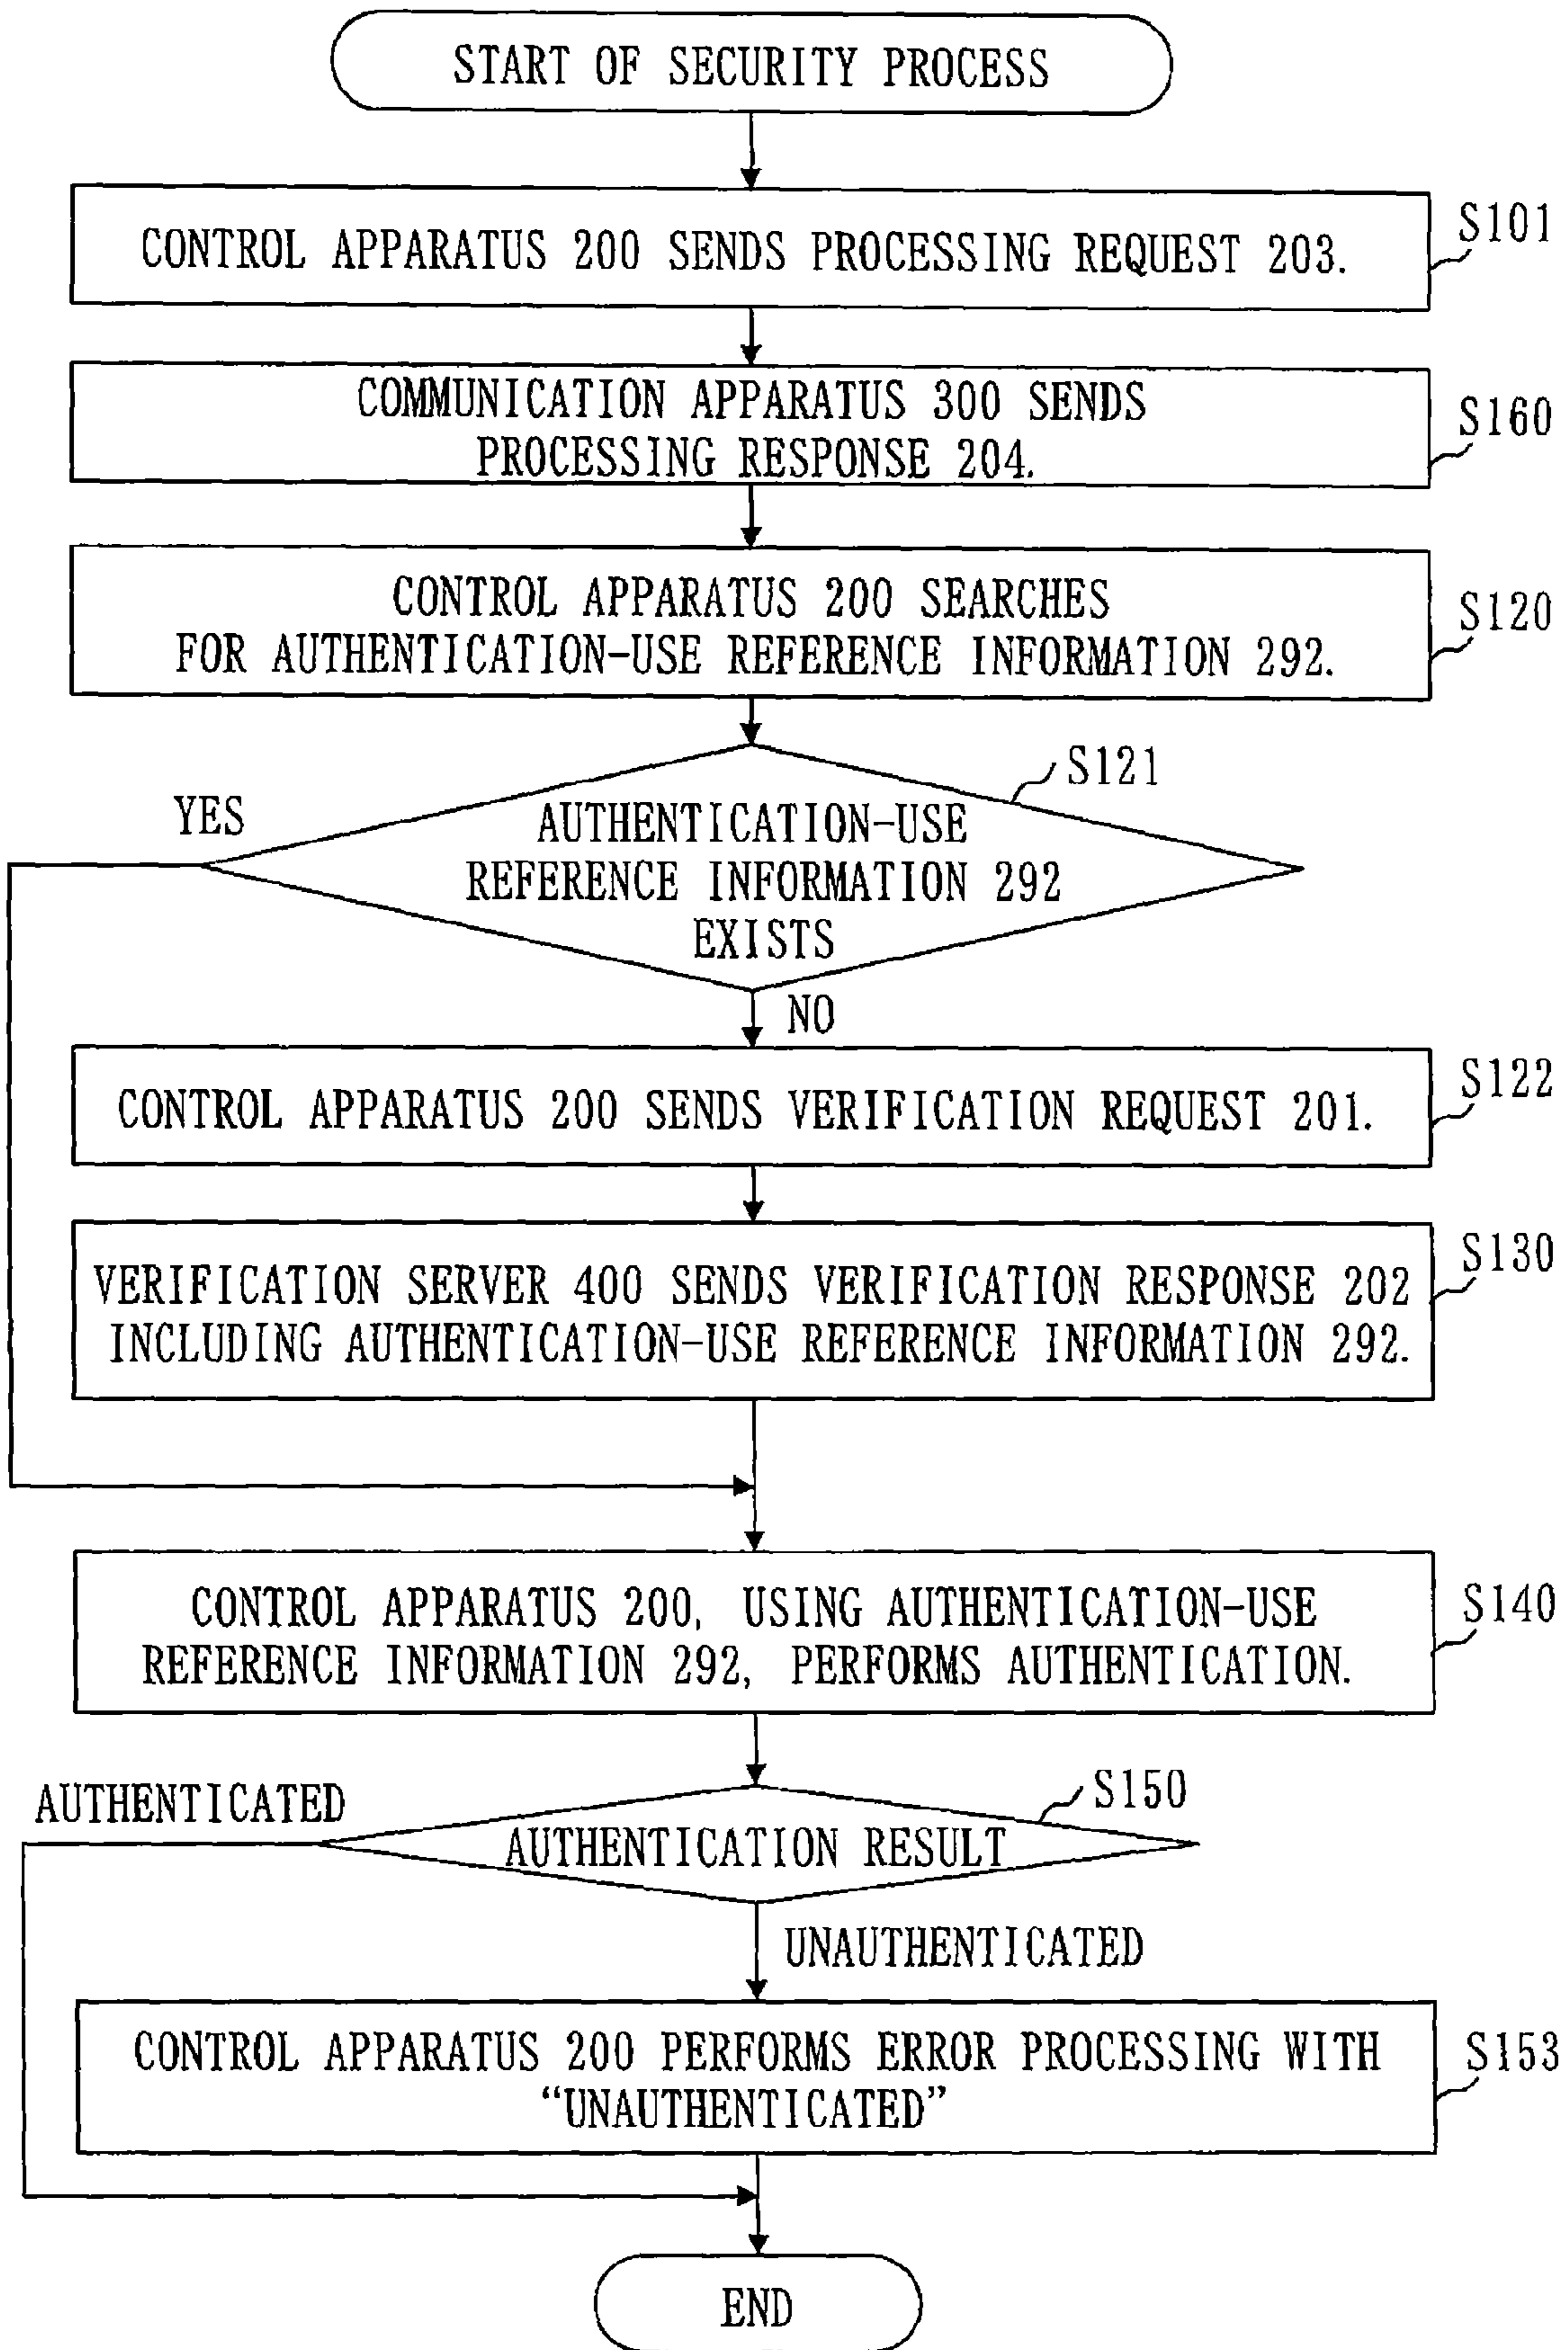 START OF SECURITY PROCESS
CONTROL APPARATUS 200 SENDS PROCESSING REQUEST 203.
S101
COMMUNICATION APPARATUS 300 SENDS
PROCESSING RESPONSE 204.
S160
CONTROL APPARATUS 200 SEARCHES
FOR AUTHENTICATION-USE REFERENCE INFORMATION 292.
S120
S121
YES
AUTHENTICATION-USE
REFERENCE INFORMATION 292
EXISTS
NO
CONTROL APPARATUS 200 SENDS VERIFICATION REQUEST 201.
S122
VERIFICATION SERVER 400 SENDS VERIFICATION RESPONSE 202
INCLUDING AUTHENTICATION-USE REFERENCE INFORMATION 292.
S130
CONTROL APPARATUS 200, USING AUTHENTICATION-USE
REFERENCE INFORMATION 292, PERFORMS AUTHENTICATION.
S140
S150
AUTHENTICATED
AUTHENTICATION RESULT
UNAUTHENTICATED
CONTROL APPARATUS 200 PERFORMS ERROR PROCESSING WITH
“UNAUTHENTICATED”
S153
END